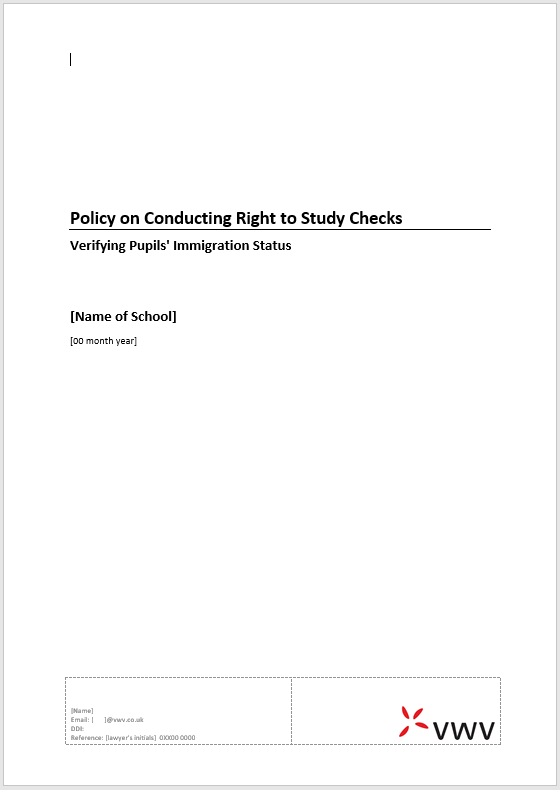 Policy on Conducting Right to Study Checks
Verifying Pupils' Immigration Status
[Name of School]
[00 month year]
[Name]
Email: [ ]@vwv.co.uk
DDI:
Reference: [lawyer's initials] 0XX00 0000
VWV